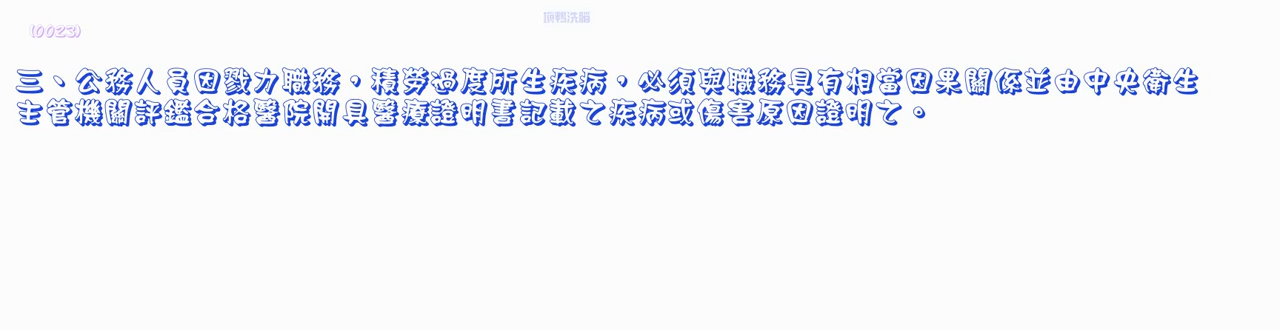 (0023)
三、公務人員因戮力職務，積勞過度所生疾病，必須與職務具有相當因果關係並由中央衛生
主管機關評鑑合格醫院開具醫療證明書記載之疾病或傷害原因證明之。